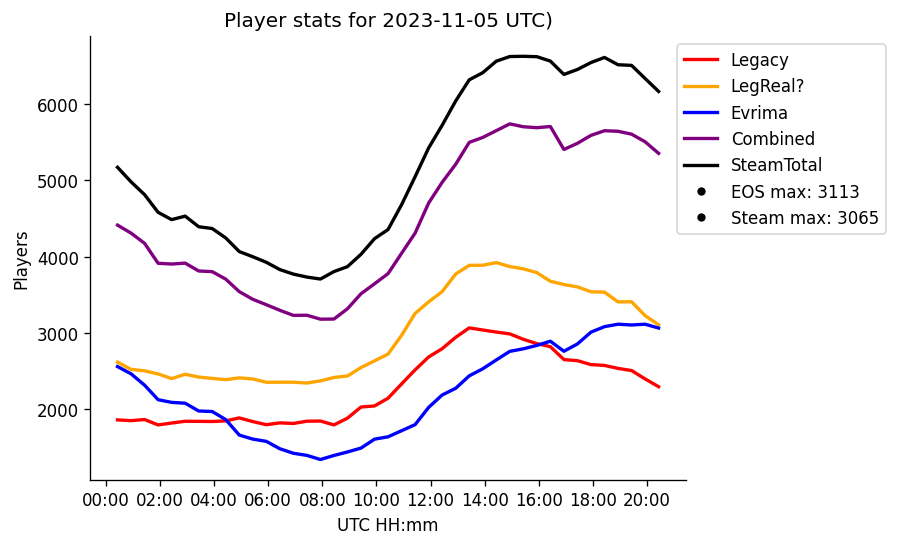 Player stats for 2023-11-05 UTC)
Legacy
LegReal?
Evrima
Combined
SteamTotal
EOS max: 3113
Steam max: 3065
Players
6000
5000
4000
3000
2000
00:00 02:00 04:00 06:00 08:00 10:00 12:00 14:00 16:00 18:00 20:00
UTC HH:mm